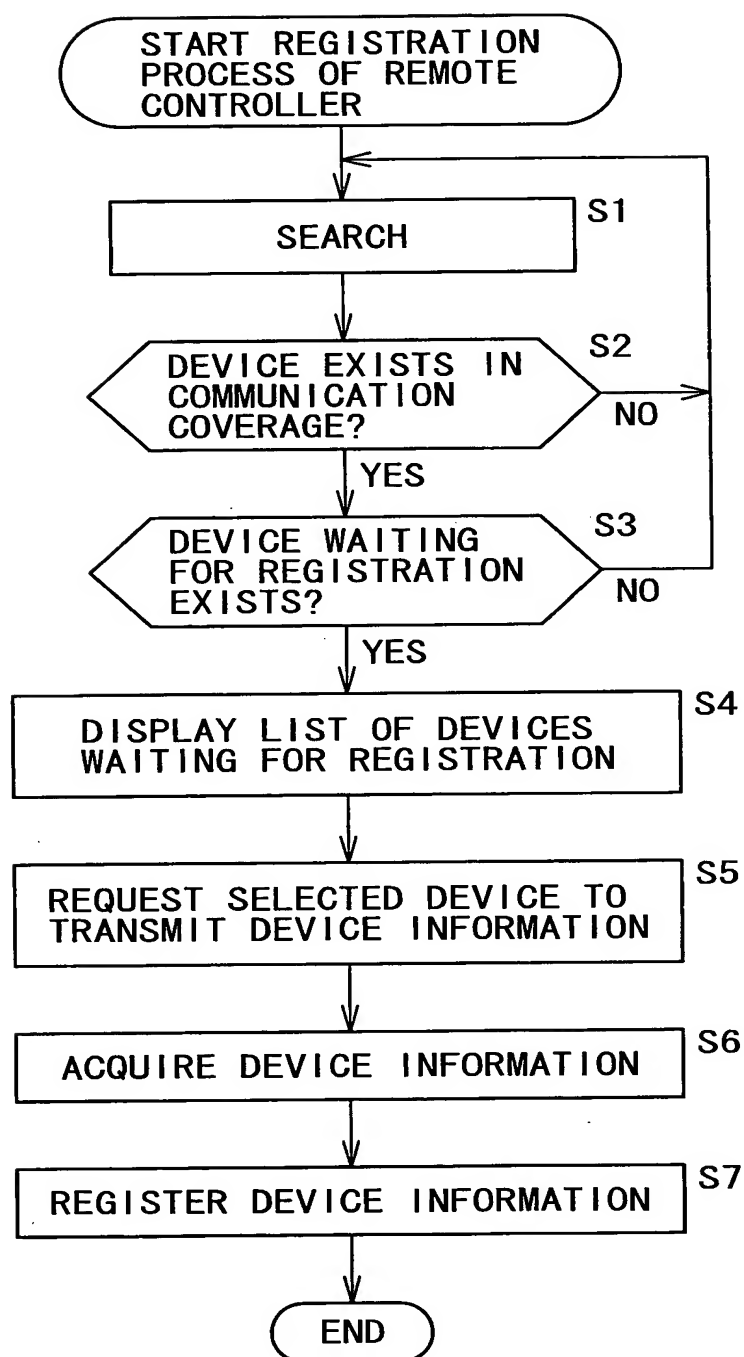 START REGISTRATION
PROCESS OF REMOTE
CONTROLLER
SEARCH
S1
DEVICE EXISTS IN
COMMUNICATION
COVERAGE?
S2
NO
YES
DEVICE WAITING
FOR REGISTRATION
EXISTS?
S3
NO
YES
DISPLAY LIST OF DEVICES
WAITING FOR REGISTRATION
S4
REQUEST SELECTED DEVICE TO
TRANSMIT DEVICE INFORMATION
S5
ACQUIRE DEVICE INFORMATION
S6
REGISTER DEVICE INFORMATION
S7
END